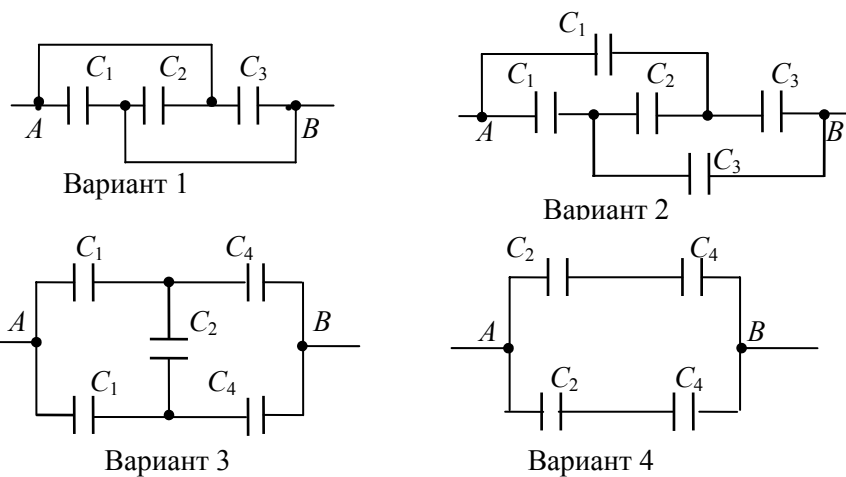 C1 C2 C3
A B
Вариант 1
C1
C1 C2 C3
A B
C3
Вариант 2
C1 C4
A C2 B
C1 C4
Вариант 3
C2 C4
A B
C2 C4
Вариант 4